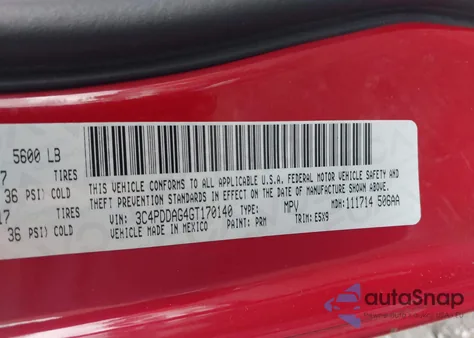 5600 LB
7 TIRES
36 PSI) COLD
17 TIRES
36 PSI) COLD
THIS VEHICLE CONFORMS TO ALL APPLICABLE U.S.A. FEDERAL MOTOR VEHICLE SAFETY AND
THEFT PREVENTION STANDARDS IN EFFECT ON THE DATE OF MANUFACTURE SHOWN ABOVE.
VIN: 3C4PDDAG4GT170140 TYPE: MPV MDH: 111714 506AA
VEHICLE MADE IN MEXICO PAINT: PRM TRIM: ESX9
autoSnap